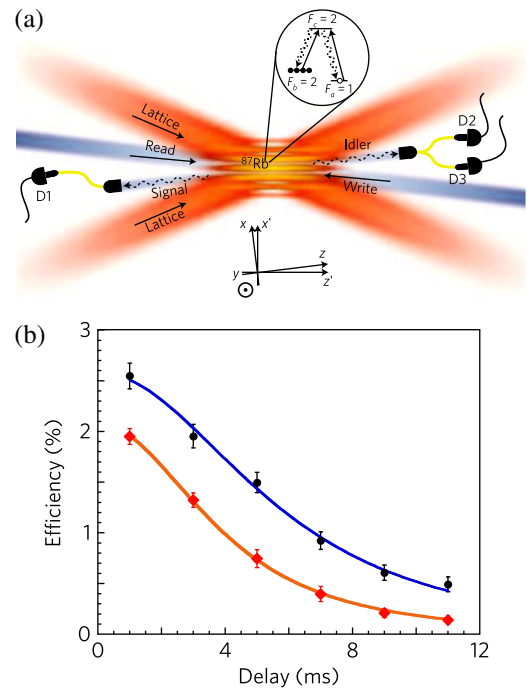 (a)
F_c = 2
F_b = 2
F_a = 1
Lattice
Read
87Rb
Idler
D2
D3
D1
Signal
Write
Lattice
x
x'
y
z
z'
(b)
3
2
1
0
Efficiency (%)
0
4
8
12
Delay (ms)